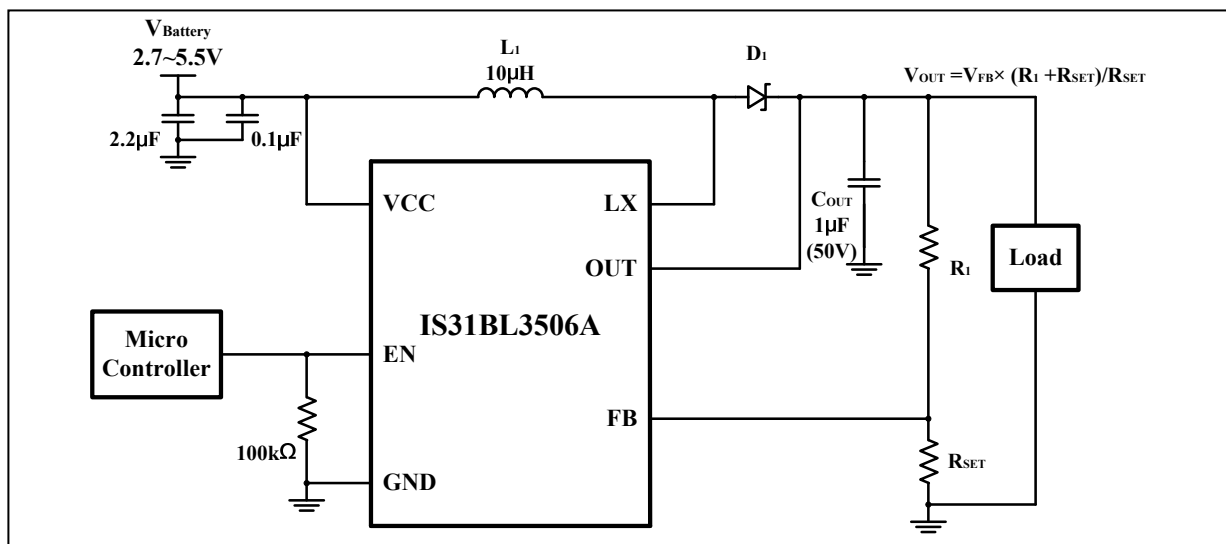 VBattery
2.7~5.5V
L1
10µH
D1
VOUT =VFB× (R1 +RSET)/RSET
2.2µF
0.1µF
VCC
LX
COUT
1µF
(50V)
OUT
R1
Load
IS31BL3506A
Micro
Controller
EN
FB
100kΩ
RSET
GND